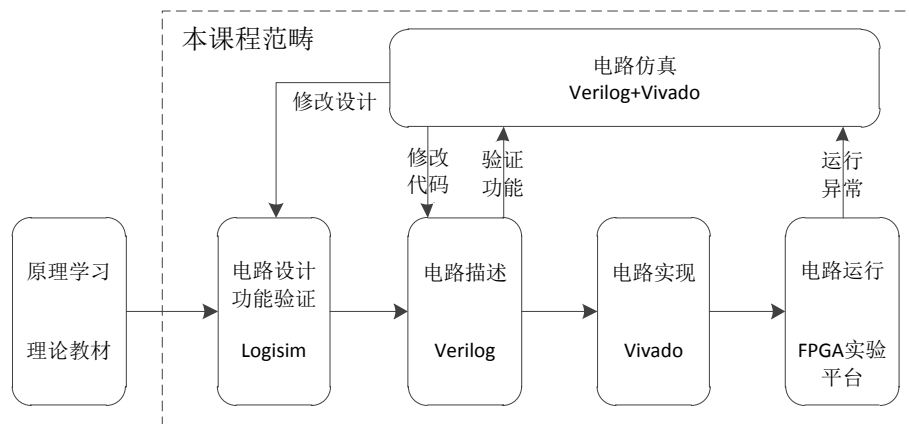 本课程范畴
电路仿真
Verilog+Vivado
修改设计
修改
代码
验证
功能
运行
异常
原理学习
理论教材
电路设计
功能验证
Logisim
电路描述
Verilog
电路实现
Vivado
电路运行
FPGA实验
平台